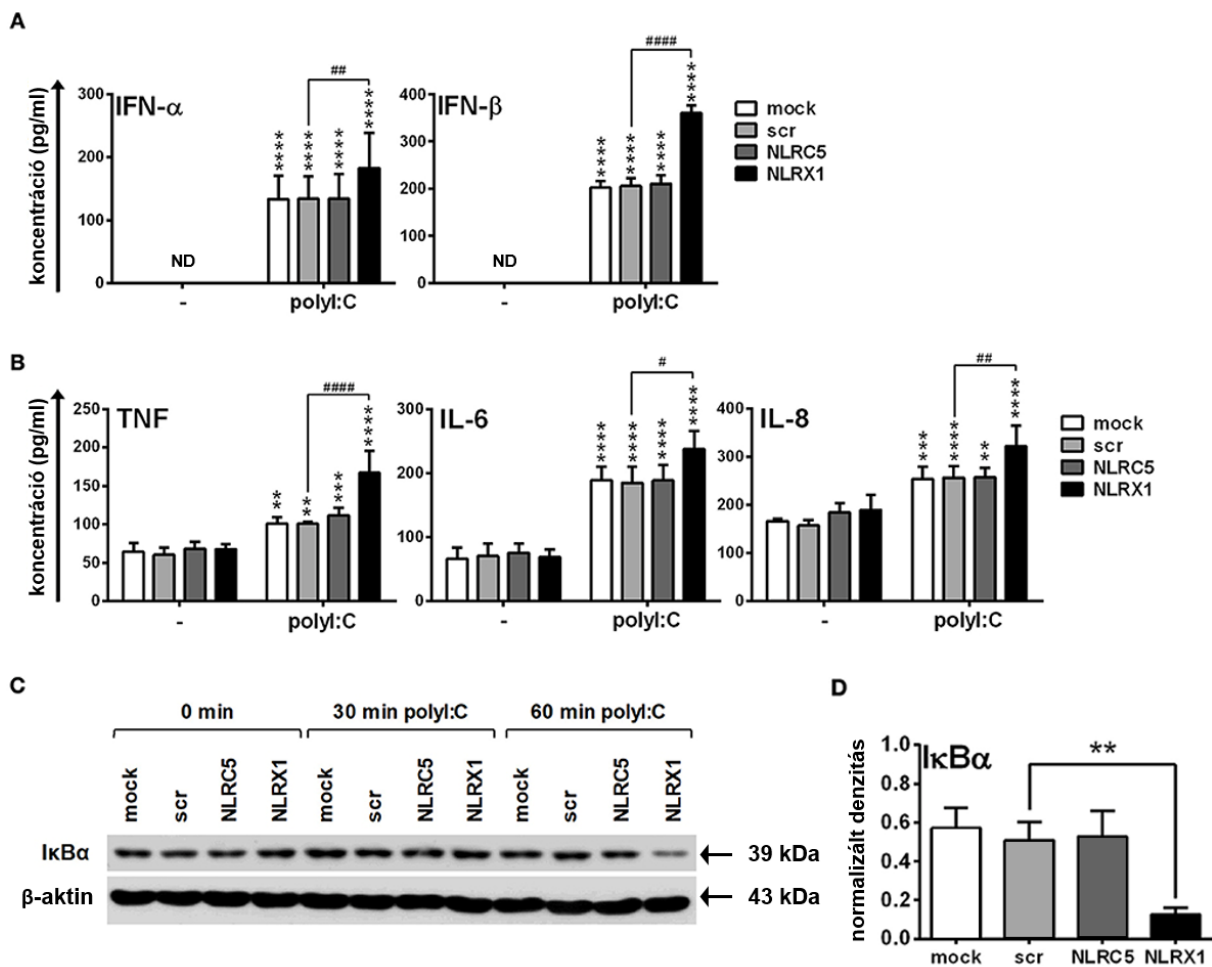 A
koncentráció (pg/ml)
IFN-α
300
200
100
0
ND
-
polyI:C
****
****
****
****
##
IFN-β
400
300
200
100
0
ND
-
polyI:C
****
****
****
****
####
mock
scr
NLRC5
NLRX1
B
koncentráció (pg/ml)
TNF
250
200
150
100
50
0
-
polyI:C
**
**
***
****
####
IL-6
300
200
100
0
-
polyI:C
****
****
****
****
#
IL-8
400
300
200
100
0
-
polyI:C
***
****
**
****
##
mock
scr
NLRC5
NLRX1
C
0 min
30 min polyI:C
60 min polyI:C
mock
scr
NLRC5
NLRX1
mock
scr
NLRC5
NLRX1
mock
scr
NLRC5
NLRX1
IκBα
39 kDa
β-aktin
43 kDa
D
normalizált denzitás
IκBα
**
1.0
0.8
0.6
0.4
0.2
0.0
mock scr NLRC5 NLRX1